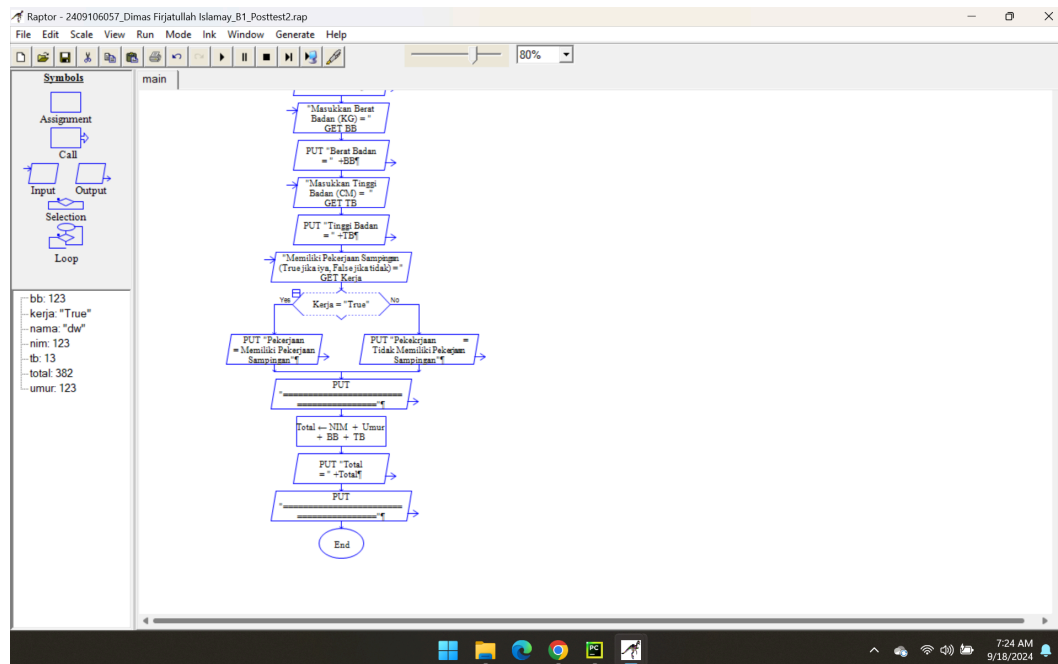 Raptor - 2409106057_Dimas Firjatullah Islamay_B1_Posttest2.rap
File Edit Scale View Run Mode Ink Window Generate Help
80%
Symbols
Assignment
Call
Input Output
Selection
Loop
bb: 123
kerja: "True"
nama: "dw"
nim: 123
tb: 13
total: 382
umur: 123
main
"Masukkan Berat
Badan (KG) = "
GET BB
PUT "Berat Badan
= " +BB¶
"Masukkan Tinggi
Badan (CM) = "
GET TB
PUT "Tinggi Badan
= " +TB¶
"Memiliki Pekerjaan Sampingan
(True jika iya, False jika tidak) = "
GET Kerja
Yes
Kerja = "True"
No
PUT "Pekerjaan
= Memiliki Pekerjaan
Sampingan"¶
PUT "Pekekrjaan =
Tidak Memiliki Pekerjaan
Sampingan"¶
PUT
"========================
================"¶
Total ← NIM + Umur
+ BB + TB
PUT "Total
= " +Total¶
PUT
"========================
================"¶
End
PC
7:24 AM
9/18/2024